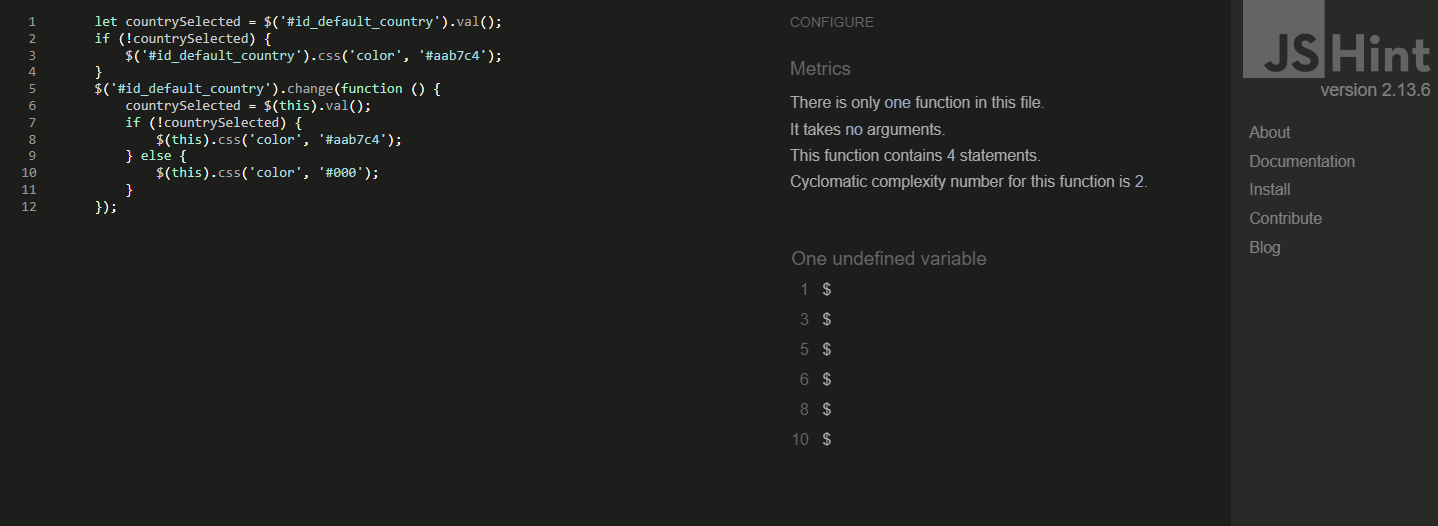 1 let countrySelected = $('#id_default_country').val();
2 if (!countrySelected) {
3 $('#id_default_country').css('color', '#aab7c4');
4 }
5 $('#id_default_country').change(function () {
6 countrySelected = $(this).val();
7 if (!countrySelected) {
8 $(this).css('color', '#aab7c4');
9 } else {
10 $(this).css('color', '#000');
11 }
12 });
CONFIGURE
Metrics
There is only one function in this file.
It takes no arguments.
This function contains 4 statements.
Cyclomatic complexity number for this function is 2.
One undefined variable
1 $
3 $
5 $
6 $
8 $
10 $
JSHint
version 2.13.6
About
Documentation
Install
Contribute
Blog